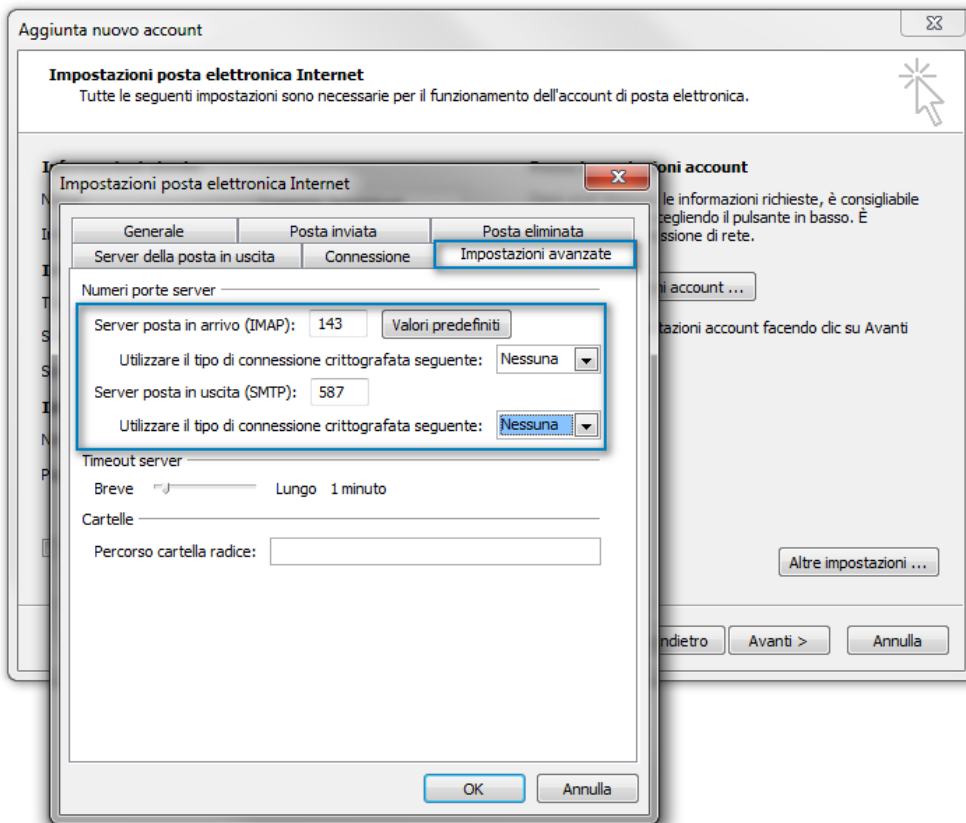 Aggiunta nuovo account
Impostazioni posta elettronica Internet
Tutte le seguenti impostazioni sono necessarie per il funzionamento dell'account di posta elettronica.
oni account
le informazioni richieste, è consigliabile
cegliendo il pulsante in basso. È
ssione di rete.
ni account ...
tazioni account facendo clic su Avanti
Impostazioni posta elettronica Internet
Generale Posta inviata Posta eliminata
Server della posta in uscita Connessione Impostazioni avanzate
Numeri porte server
Server posta in arrivo (IMAP): 143 Valori predefiniti
Utilizzare il tipo di connessione crittografata seguente: Nessuna
Server posta in uscita (SMTP): 587
Utilizzare il tipo di connessione crittografata seguente: Nessuna
Timeout server
Breve Lungo 1 minuto
Cartelle
Percorso cartella radice:
Altre impostazioni ...
ndietro Avanti > Annulla
OK Annulla